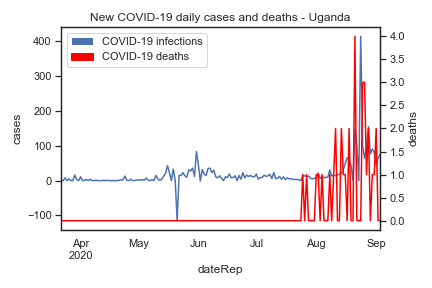 New COVID-19 daily cases and deaths - Uganda
COVID-19 infections
COVID-19 deaths
400
300
200
100
0
−100
cases
4.0
3.5
3.0
2.5
2.0
1.5
1.0
0.5
0.0
deaths
Apr May Jun Jul Aug Sep
2020
dateRep